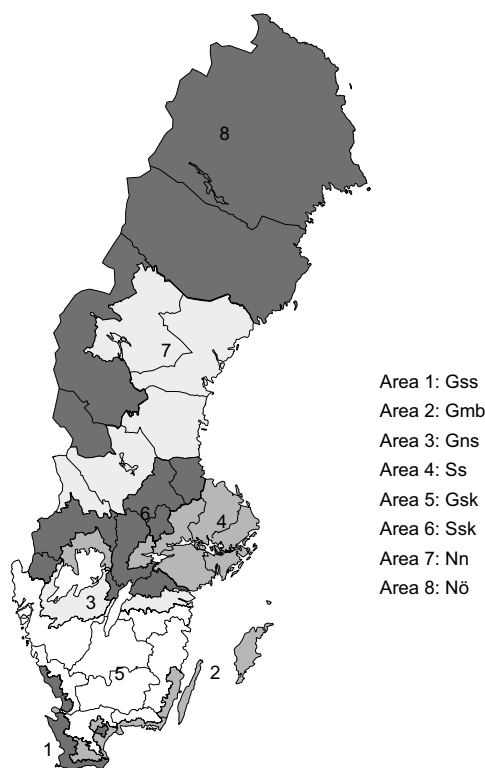 8
7
Area 1: Gss
Area 2: Gmb
Area 3: Gns
Area 4: Ss
Area 5: Gsk
Area 6: Ssk
Area 7: Nn
Area 8: Nö
6
4
3
5
2
1